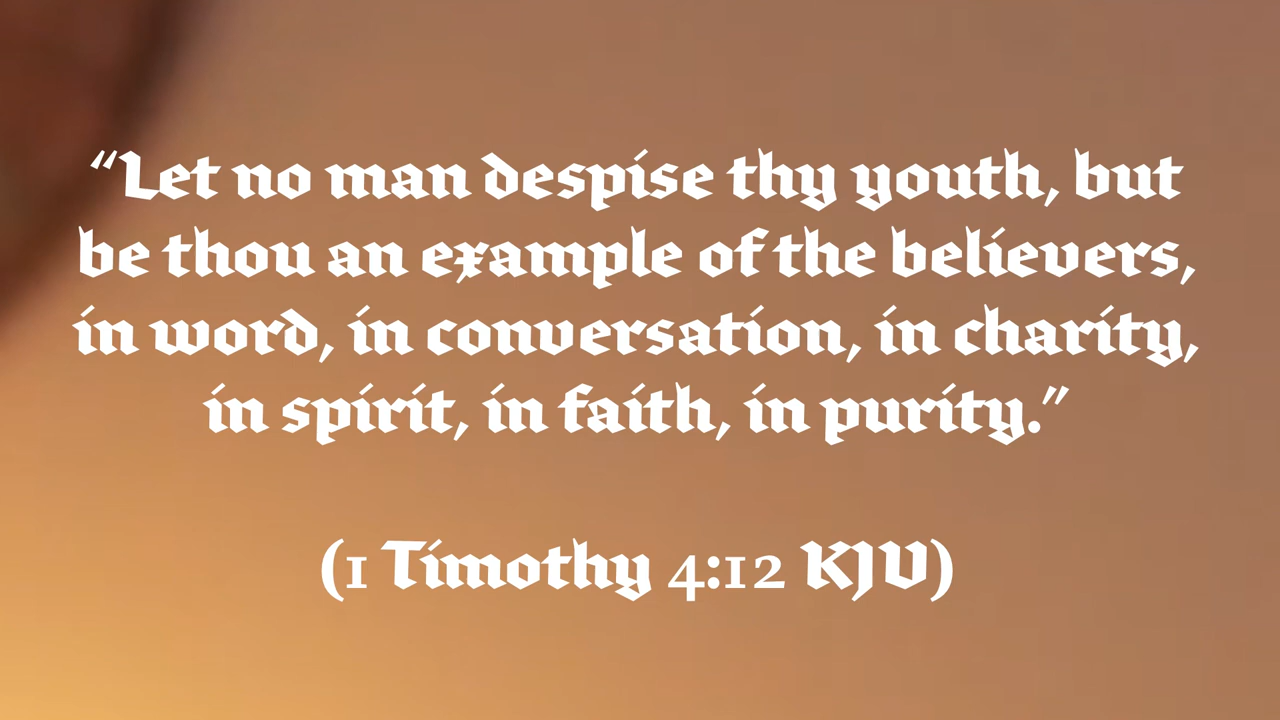 “Let no man despise thy youth, but
be thou an example of the believers,
in word, in conversation, in charity,
in spirit, in faith, in purity.”
(1 Timothy 4:12 KJV)